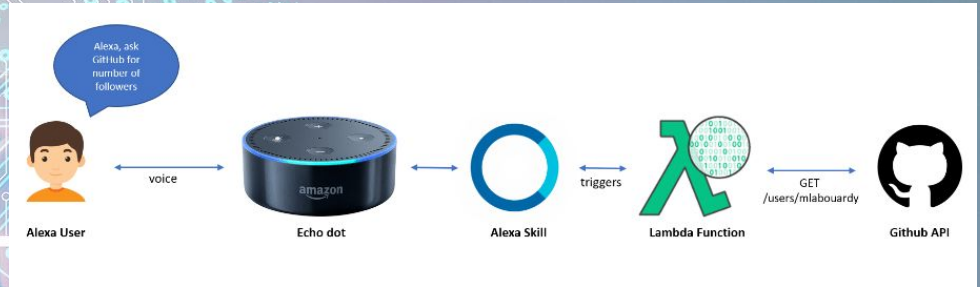 Alexa, ask
GitHub for
number of
followers
amazon
voice
triggers
GET
/users/mlabouardy
Alexa User
Echo dot
Alexa Skill
Lambda Function
Github API